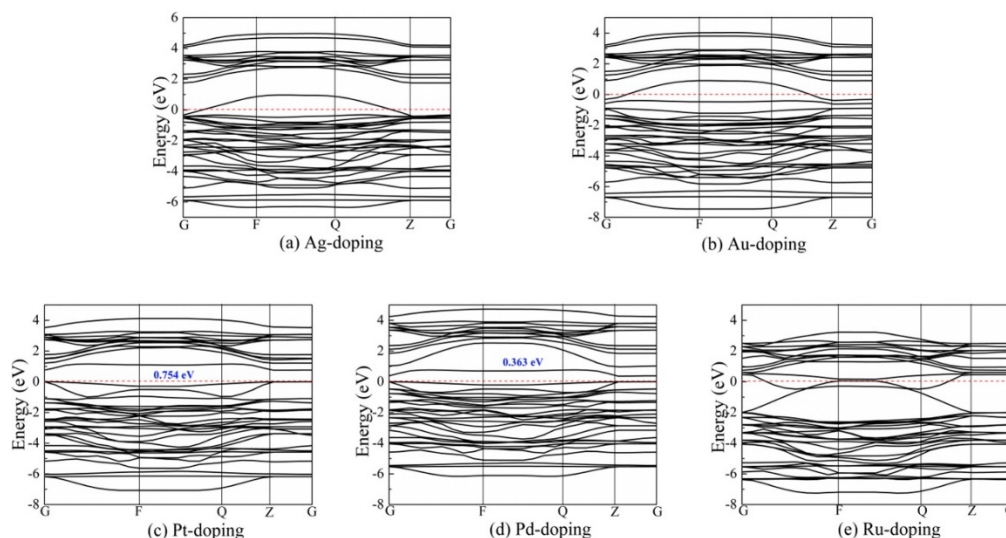 6
4
2
0
-2
-4
-6
Energy (eV)
G F Q Z G
(a) Ag-doping
6
4
2
0
-2
-4
-6
-8
Energy (eV)
G F Q Z G
(b) Au-doping
4
2
0
-2
-4
-6
-8
Energy (eV)
0.754 eV
G F Q Z G
(c) Pt-doping
4
2
0
-2
-4
-6
-8
Energy (eV)
0.363 eV
G F Q Z G
(d) Pd-doping
4
2
0
-2
-4
-6
-8
Energy (eV)
G F Q Z G
(e) Ru-doping